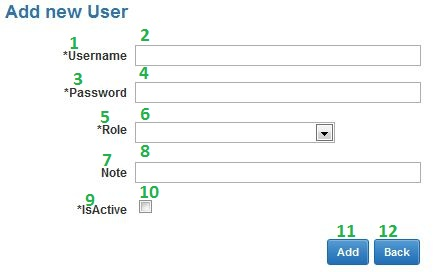 Add new User
1 2
*Username
3 4
*Password
5 6
*Role
7 8
Note
9 10
*IsActive
11 12
Add Back